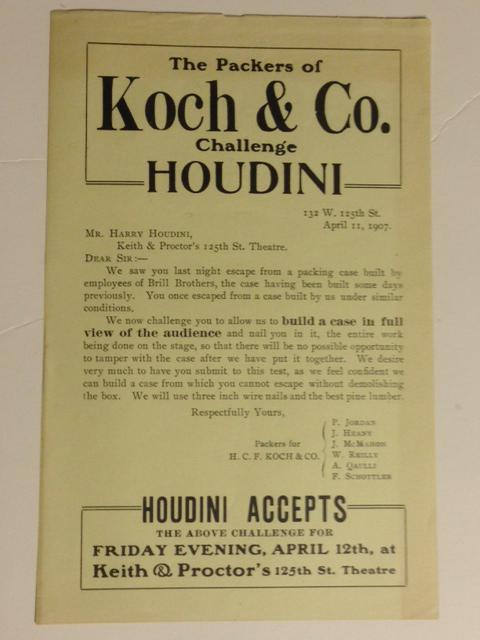 The Packers of
Koch & Co.
Challenge
HOUDINI
132 W. 125th St.
April 11, 1907.
MR. HARRY HOUDINI,
Keith & Proctor's 125th St. Theatre.
DEAR SIR:—
We saw you last night escape from a packing case built by
employees of Brill Brothers, the case having been built some days
previously. You once escaped from a case built by us under similar
conditions,
We now challenge you to allow us to build a case in full
view of the audience and nail you in it, the entire work
being done on the stage, so that there will be no possible opportunity
to tamper with the case after we have put it together. We desire
very much to have you submit to this test, as we feel confident we
can build a case from which you cannot escape without demolishing
the box. We will use three inch wire nails and the best pine lumber.
Respectfully Yours,
Packers for
H. C. F. KOCH & CO.
P. JORDAN
J. HEANY
J. MCMAHON
W. REILLY
A. QAULLI
F. SCHOTTLER
HOUDINI ACCEPTS
THE ABOVE CHALLENGE FOR
FRIDAY EVENING, APRIL 12th, at
Keith & Proctor's 125th St. Theatre